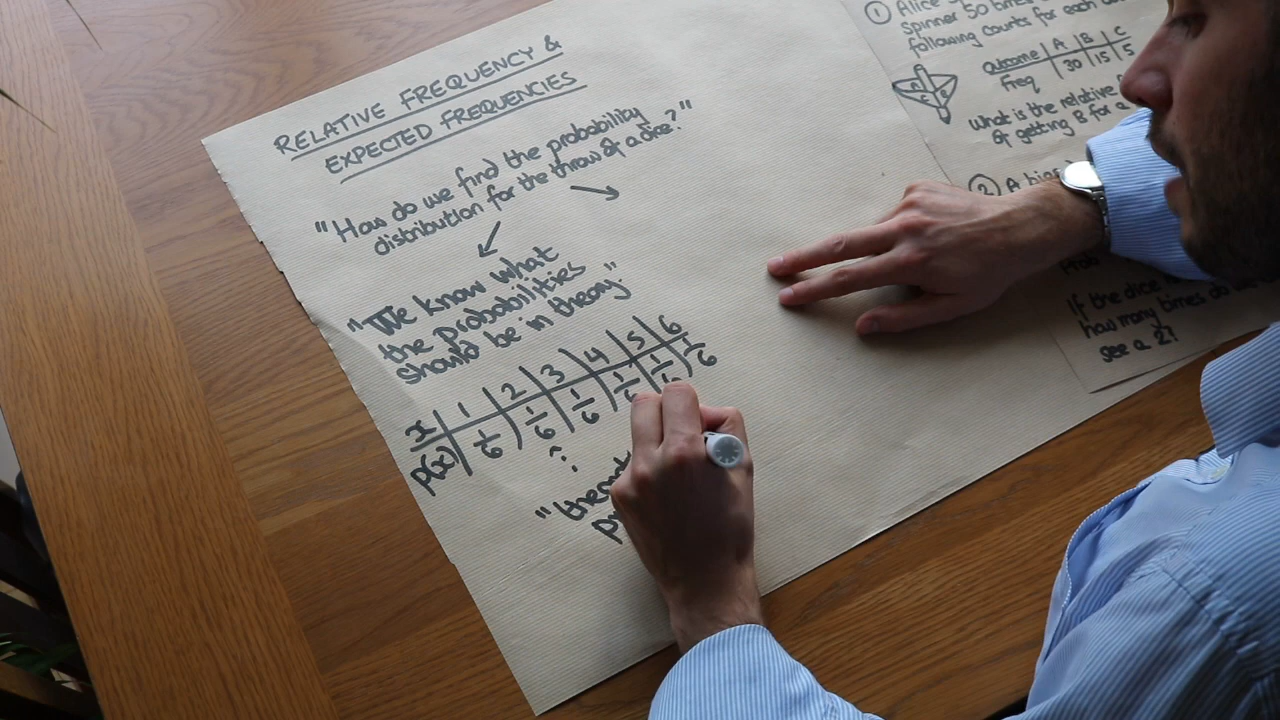 RELATIVE FREQUENCY &
EXPECTED FREQUENCIES
"How do we find the probability
distribution for the throw of a dice?"
"We know what
the probabilities
should be in theory"
x 1 2 3 4 5 6
P(x) 1/6 1/6 1/6 1/6 1/6 1/6
1 Alice
spinner 50 times
following counts for each
Outcome A B C
Freq 30 15 5
What is the relative
of getting B for a
2 A
If the dice
how many times do we
see a 2?